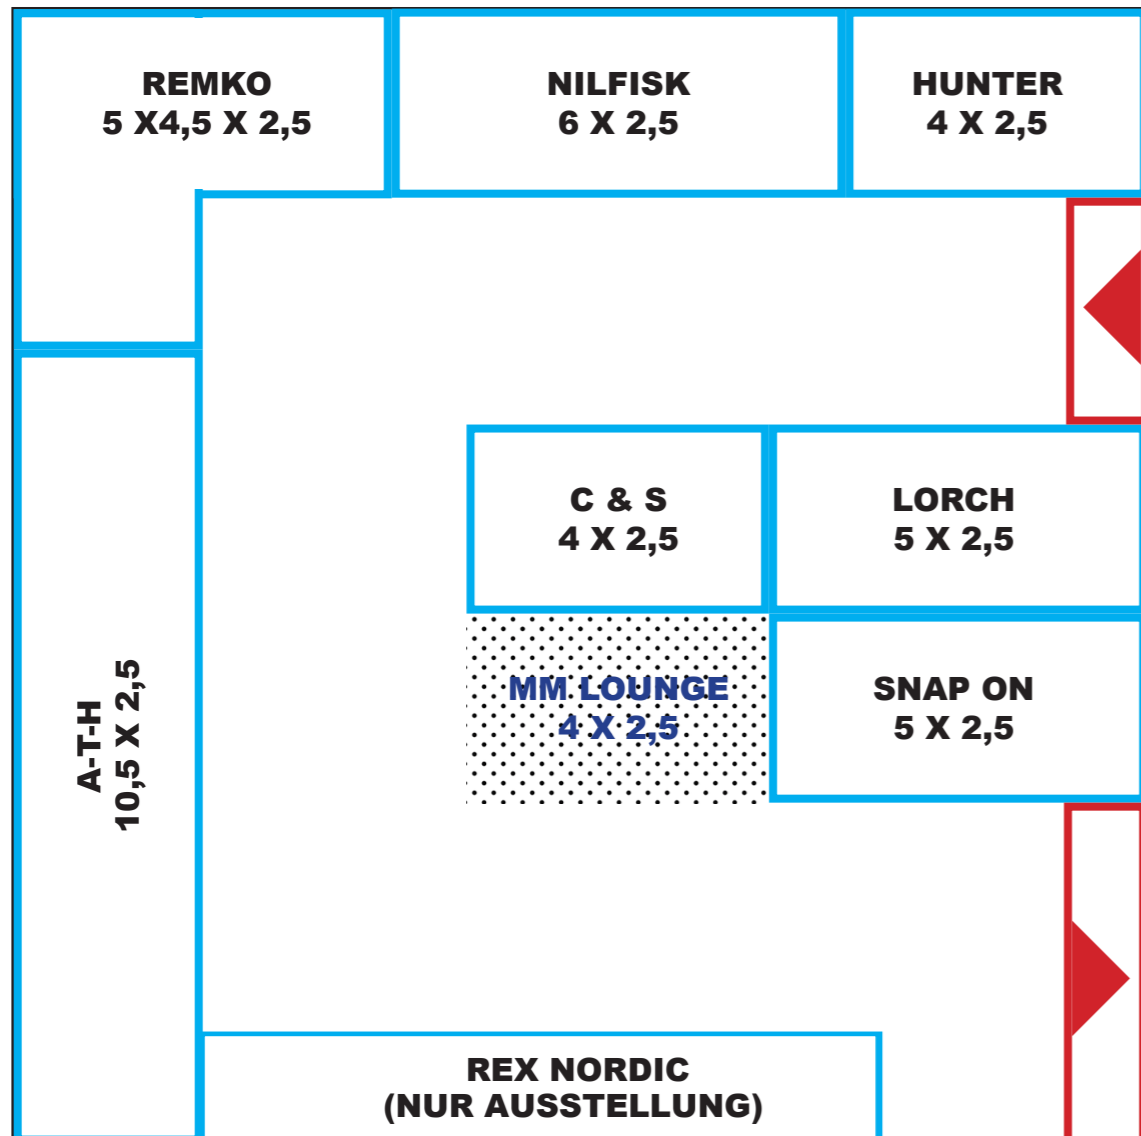 REMKO
5 X4,5 X 2,5
NILFISK
6 X 2,5
HUNTER
4 X 2,5
C & S
4 X 2,5
LORCH
5 X 2,5
MM LOUNGE
4 X 2,5
SNAP ON
5 X 2,5
A-T-H
10,5 X 2,5
REX NORDIC
(NUR AUSSTELLUNG)